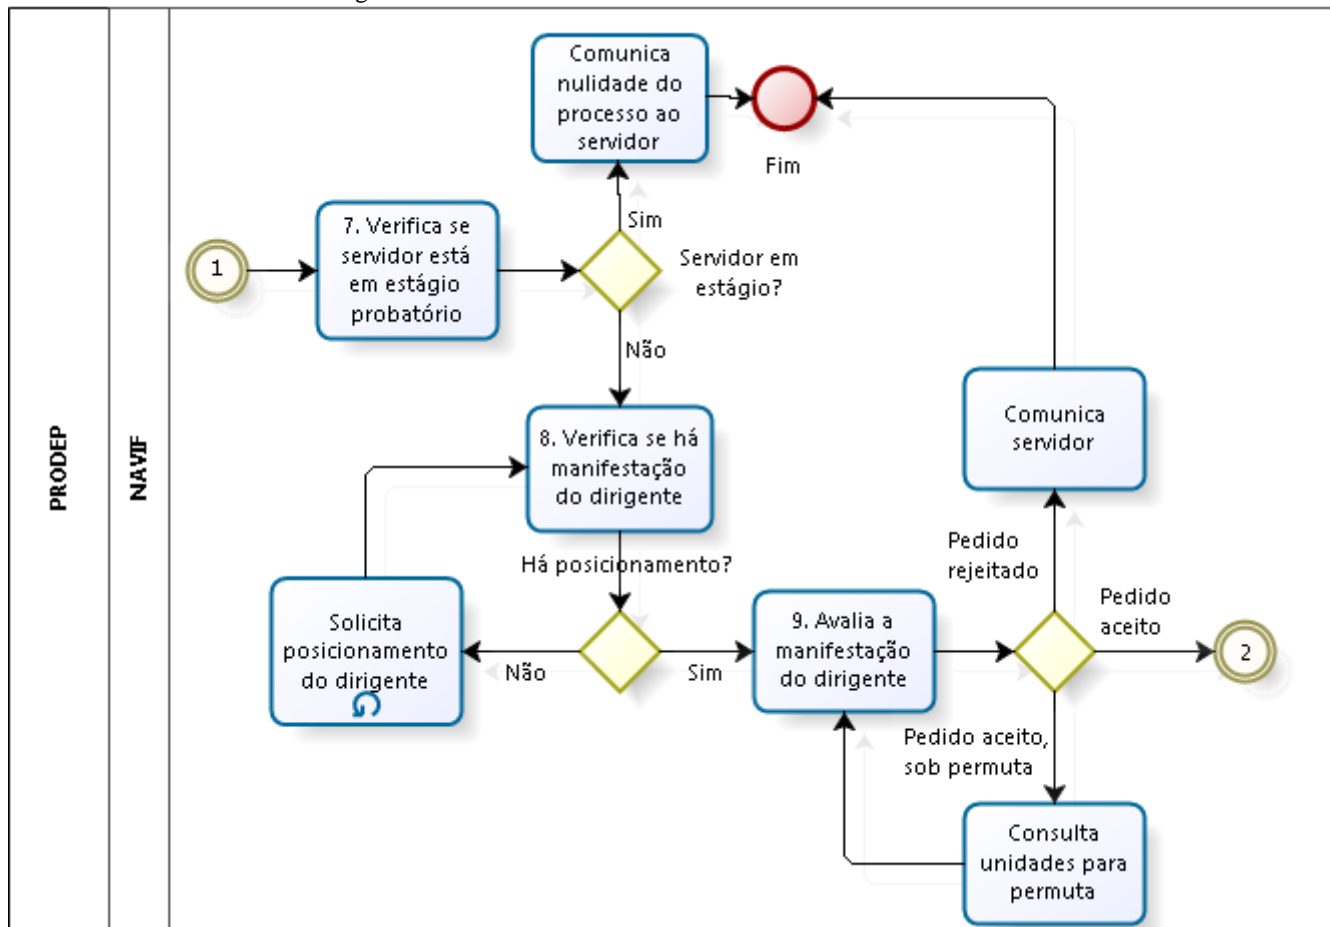 Comunica
nulidade do
processo ao
servidor
Fim
Sim
7. Verifica se
servidor está
em estágio
probatório
1
Servidor em
estágio?
Não
PRODEP
NAVIF
8. Verifica se há
manifestação
do dirigente
Comunica
servidor
Há posicionamento?
Pedido
rejeitado
Pedido
aceito
Solicita
posicionamento
do dirigente
Não
Sim
9. Avalia a
manifestação
do dirigente
2
Pedido aceito,
sob permuta
Consulta
unidades para
permuta